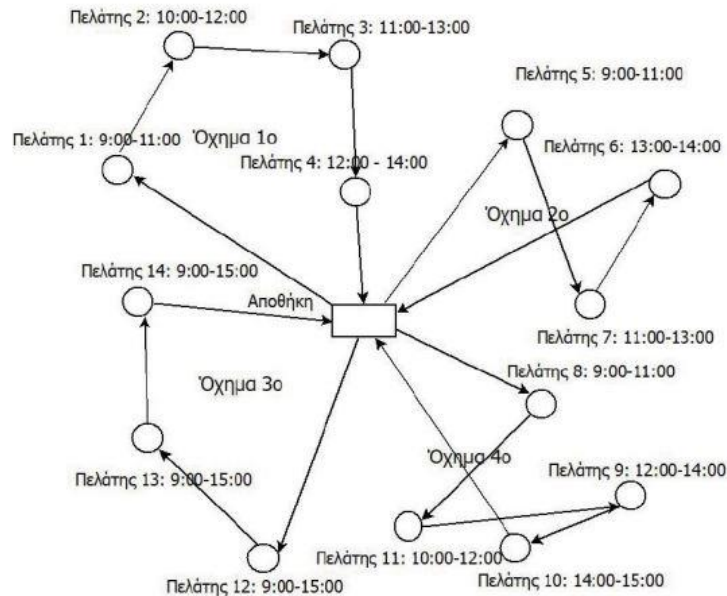 Πελάτης 2: 10:00-12:00
Πελάτης 3: 11:00-13:00
Πελάτης 5: 9:00-11:00
Πελάτης 1: 9:00-11:00
Όχημα 1ο
Πελάτης 4: 12:00 - 14:00
Πελάτης 6: 13:00-14:00
Όχημα 2ο
Πελάτης 14: 9:00-15:00
Αποθήκη
Πελάτης 7: 11:00-13:00
Πελάτης 8: 9:00-11:00
Όχημα 3ο
Όχημα 4ο
Πελάτης 9: 12:00-14:00
Πελάτης 13: 9:00-15:00
Πελάτης 11: 10:00-12:00
Πελάτης 10: 14:00-15:00
Πελάτης 12: 9:00-15:00